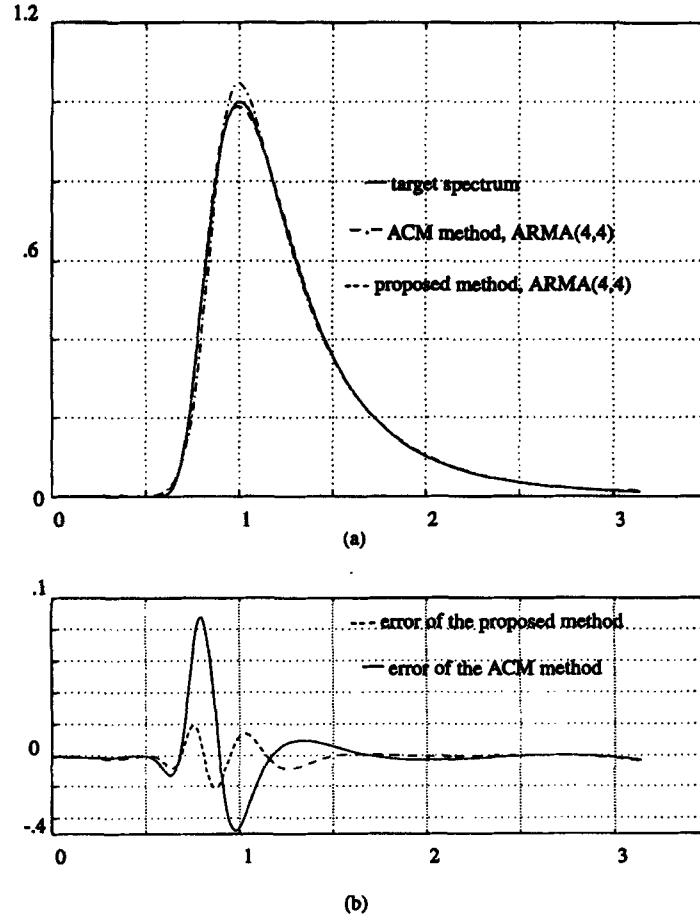 1.2
target spectrum
ACM method, ARMA(4,4)
.6
proposed method, ARMA(4,4)
0
0 1 2 3
(a)
.1
error of the proposed method
error of the ACM method
0
-.4
0 1 2 3
(b)